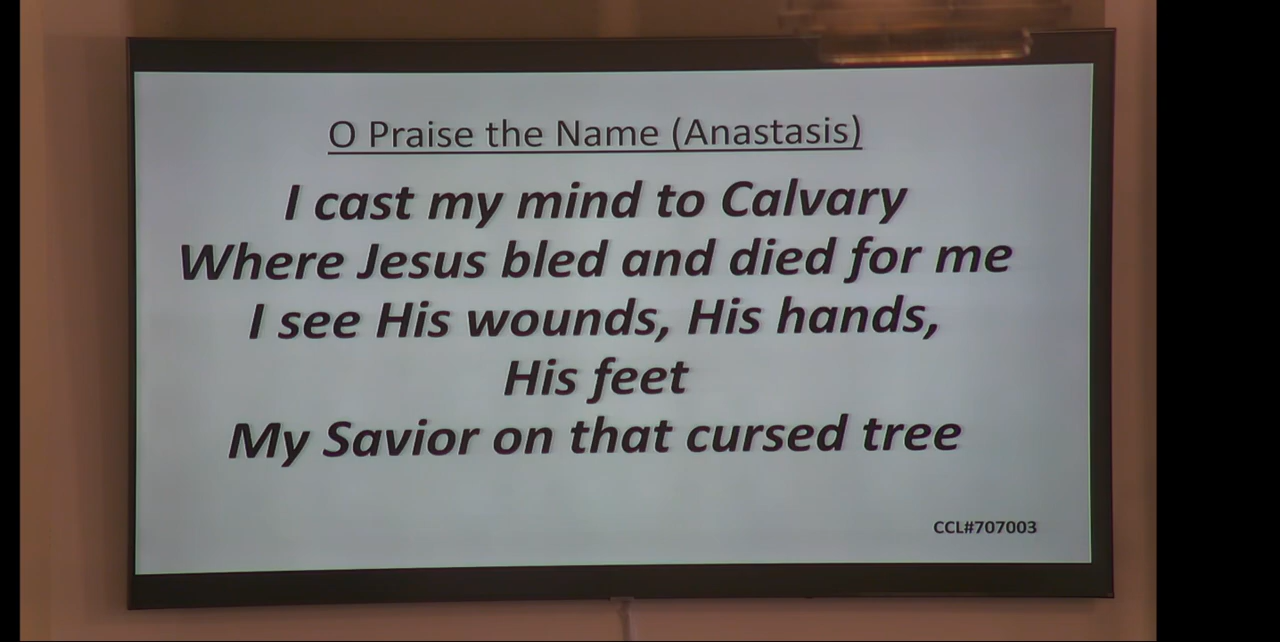 O Praise the Name (Anastasis)
I cast my mind to Calvary
Where Jesus bled and died for me
I see His wounds, His hands,
His feet
My Savior on that cursed tree
CCL#707003